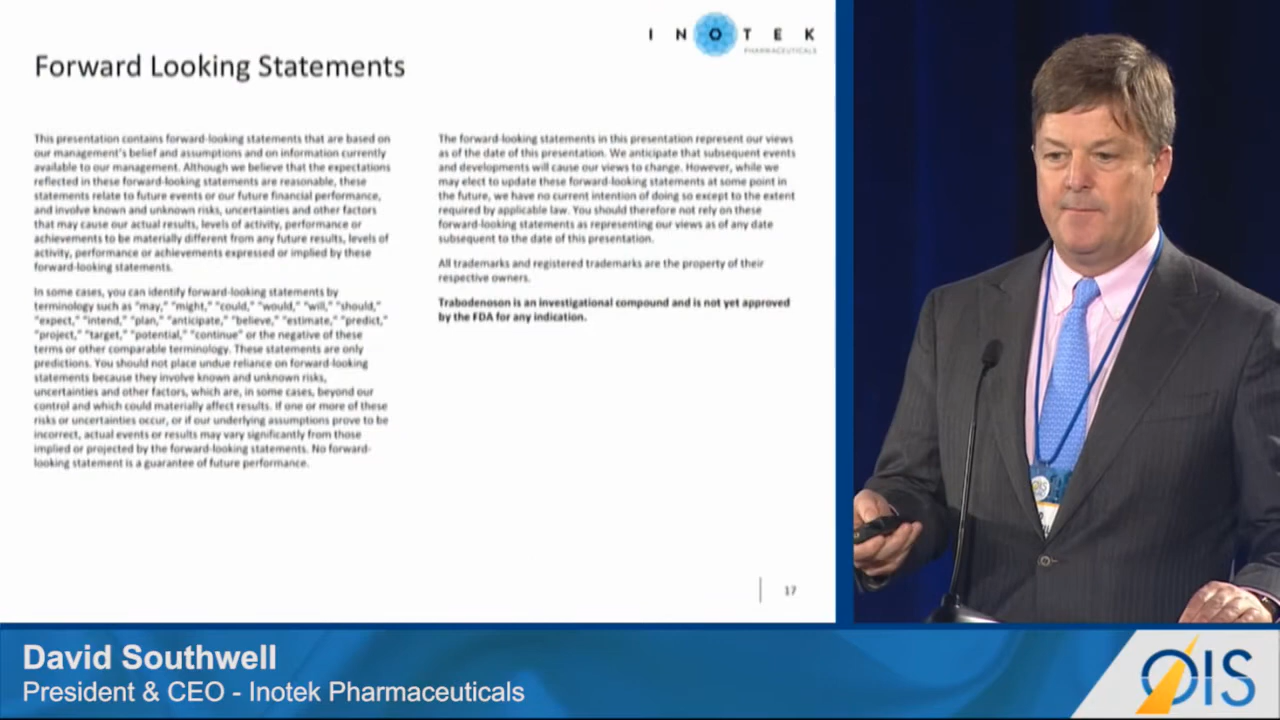 INOTEK
PHARMACEUTICALS
Forward Looking Statements
This presentation contains forward-looking statements that are based on
our management's belief and assumptions and on information currently
available to our management. Although we believe that the expectations
reflected in these forward-looking statements are reasonable, these
statements relate to future events or our future financial performance,
and involve known and unknown risks, uncertainties and other factors
that may cause our actual results, levels of activity, performance or
achievements to be materially different from any future results, levels of
activity, performance or achievements expressed or implied by these
forward-looking statements.
In some cases, you can identify forward-looking statements by
terminology such as "may," "might," "could," "would," "will," "should,"
"expect," "intend," "plan," "anticipate," "believe," "estimate," "predict,"
"project," "target," "potential," "continue" or the negative of these
terms or other comparable terminology. These statements are only
predictions. You should not place undue reliance on forward-looking
statements because they involve known and unknown risks,
uncertainties and other factors, which are, in some cases, beyond our
control and which could materially affect results. If one or more of these
risks or uncertainties occur, or if our underlying assumptions prove to be
incorrect, actual events or results may vary significantly from those
implied or projected by the forward-looking statements. No forward-
looking statement is a guarantee of future performance.
The forward-looking statements in this presentation represent our views
as of the date of this presentation. We anticipate that subsequent events
and developments will cause our views to change. However, while we
may elect to update these forward-looking statements at some point in
the future, we have no current intention of doing so except to the extent
required by applicable law. You should therefore not rely on these
forward-looking statements as representing our views as of any date
subsequent to the date of this presentation.
All trademarks and registered trademarks are the property of their
respective owners.
Trabodenoson is an investigational compound and is not yet approved
by the FDA for any indication.
17
OIS
David Southwell
President & CEO - Inotek Pharmaceuticals
OIS